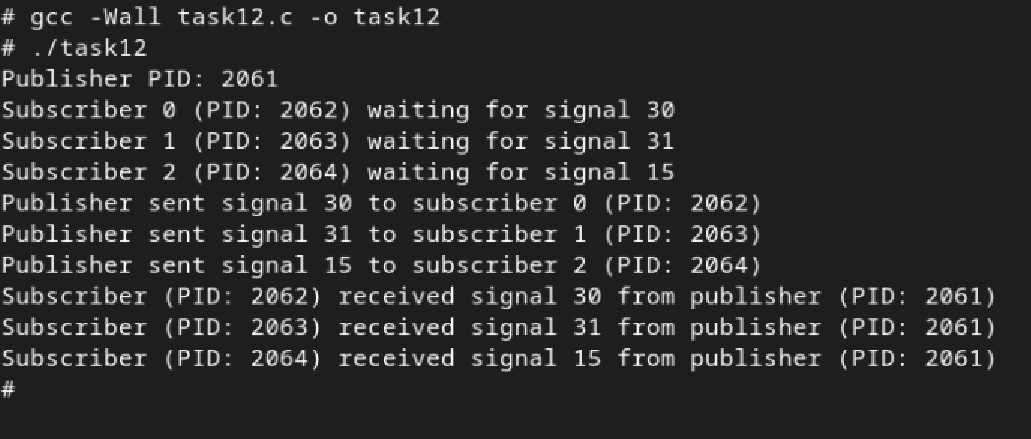 # gcc -Wall task12.c -o task12
# ./task12
Publisher PID: 2061
Subscriber 0 (PID: 2062) waiting for signal 30
Subscriber 1 (PID: 2063) waiting for signal 31
Subscriber 2 (PID: 2064) waiting for signal 15
Publisher sent signal 30 to subscriber 0 (PID: 2062)
Publisher sent signal 31 to subscriber 1 (PID: 2063)
Publisher sent signal 15 to subscriber 2 (PID: 2064)
Subscriber (PID: 2062) received signal 30 from publisher (PID: 2061)
Subscriber (PID: 2063) received signal 31 from publisher (PID: 2061)
Subscriber (PID: 2064) received signal 15 from publisher (PID: 2061)
#